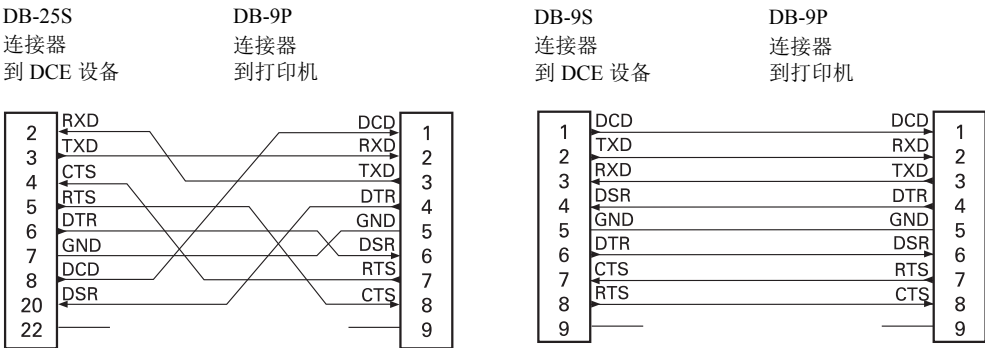 DB-25S DB-9P
连接器 连接器
到 DCE 设备 到打印机
2 RXD DCD 1
3 TXD RXD 2
4 CTS TXD 3
5 RTS DTR 4
6 DTR GND 5
7 GND DSR 6
8 DCD RTS 7
20 DSR CTS 8
22 9
DB-9S DB-9P
连接器 连接器
到 DCE 设备 到打印机
1 DCD DCD 1
2 TXD RXD 2
3 RXD TXD 3
4 DSR DTR 4
5 GND GND 5
6 DTR DSR 6
7 CTS RTS 7
8 RTS CTS 8
9 9